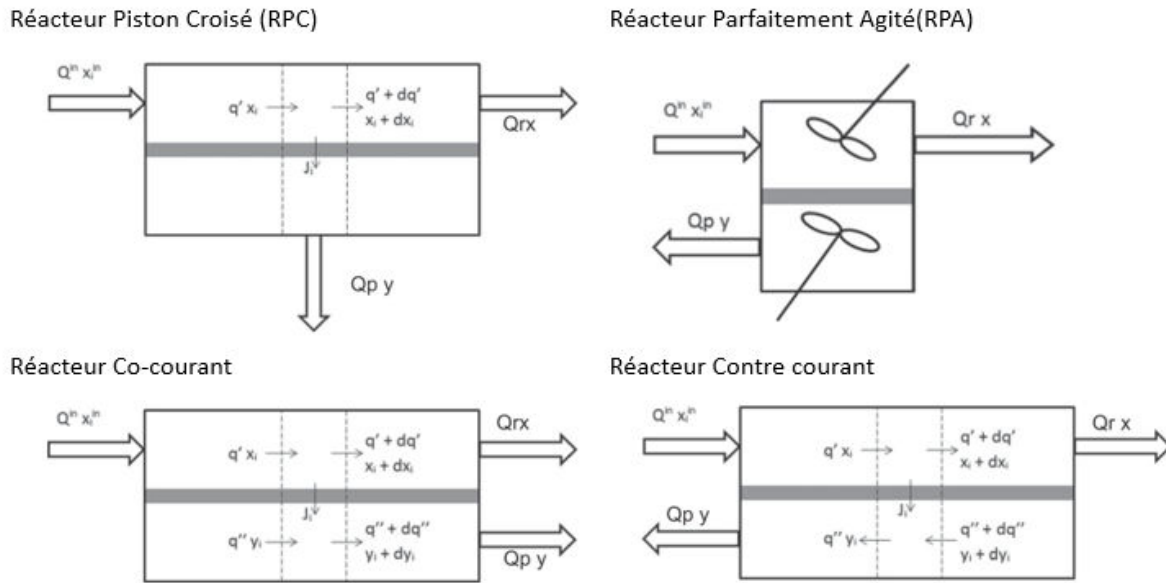 Réacteur Piston Croisé (RPC)
Qⁱⁿ xᵢⁱⁿ
q' xᵢ
q' + dq'
xᵢ + dxᵢ
Qrx
Jᵢ
Qp y
Réacteur Parfaitement Agité(RPA)
Qⁱⁿ xᵢⁱⁿ
Qr x
Qp y
Réacteur Co-courant
Qⁱⁿ xᵢⁱⁿ
q' xᵢ
q' + dq'
xᵢ + dxᵢ
Qrx
Jᵢ
q'' yᵢ
q'' + dq''
yᵢ + dyᵢ
Qp y
Réacteur Contre courant
Qⁱⁿ xᵢⁱⁿ
q' xᵢ
q' + dq'
xᵢ + dxᵢ
Qr x
Jᵢ
Qp y
q'' yᵢ
q'' + dq''
yᵢ + dyᵢ